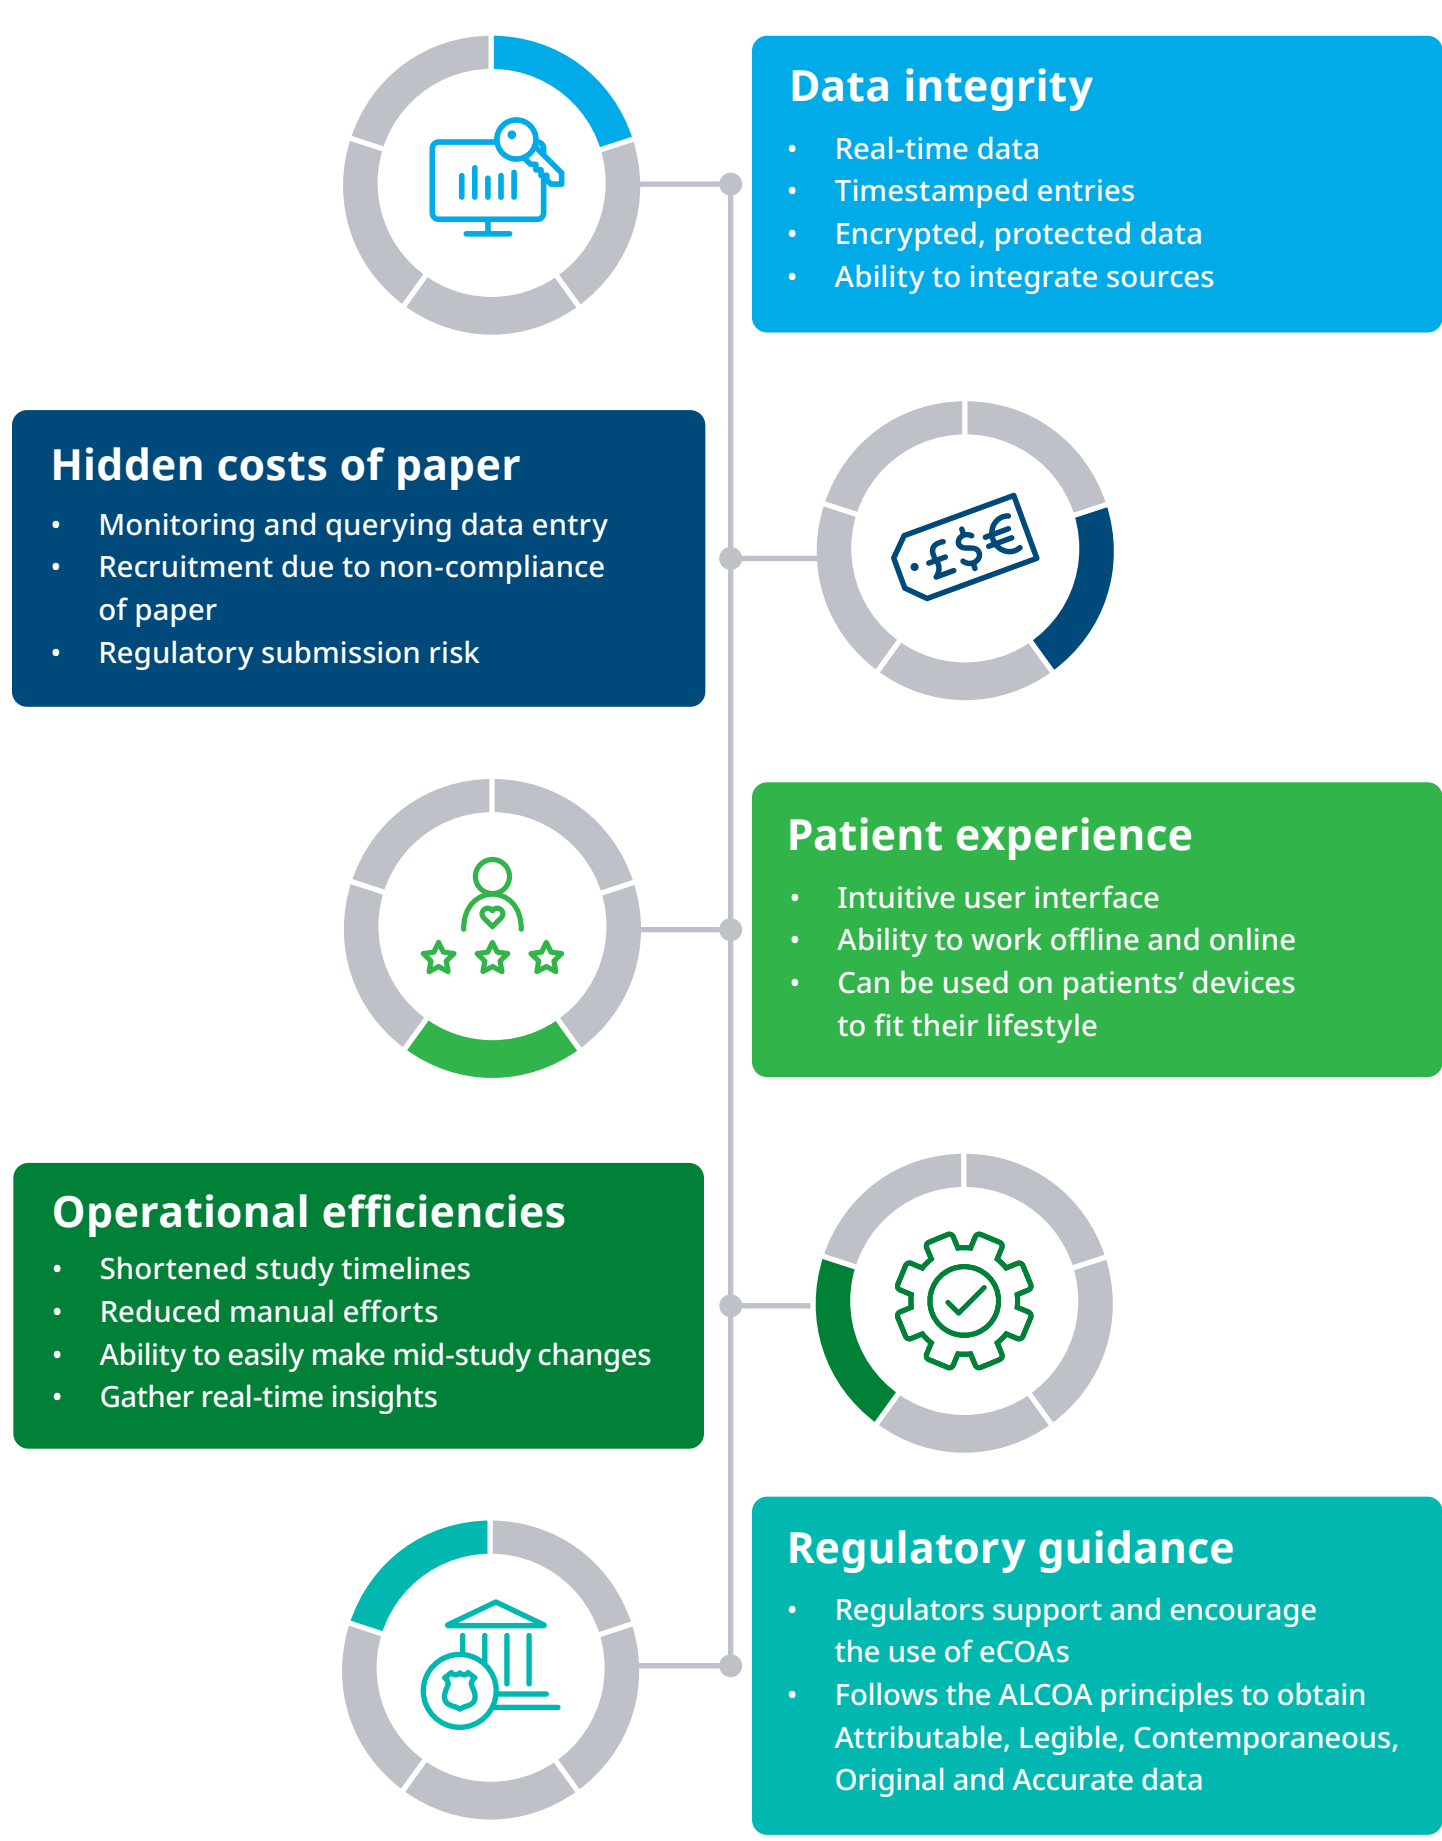 Data integrity
• Real-time data
• Timestamped entries
• Encrypted, protected data
• Ability to integrate sources
Hidden costs of paper
• Monitoring and querying data entry
• Recruitment due to non-compliance
of paper
• Regulatory submission risk
£$€
Patient experience
• Intuitive user interface
• Ability to work offline and online
• Can be used on patients’ devices
to fit their lifestyle
Operational efficiencies
• Shortened study timelines
• Reduced manual efforts
• Ability to easily make mid-study changes
• Gather real-time insights
Regulatory guidance
• Regulators support and encourage
the use of eCOAs
• Follows the ALCOA principles to obtain
Attributable, Legible, Contemporaneous,
Original and Accurate data